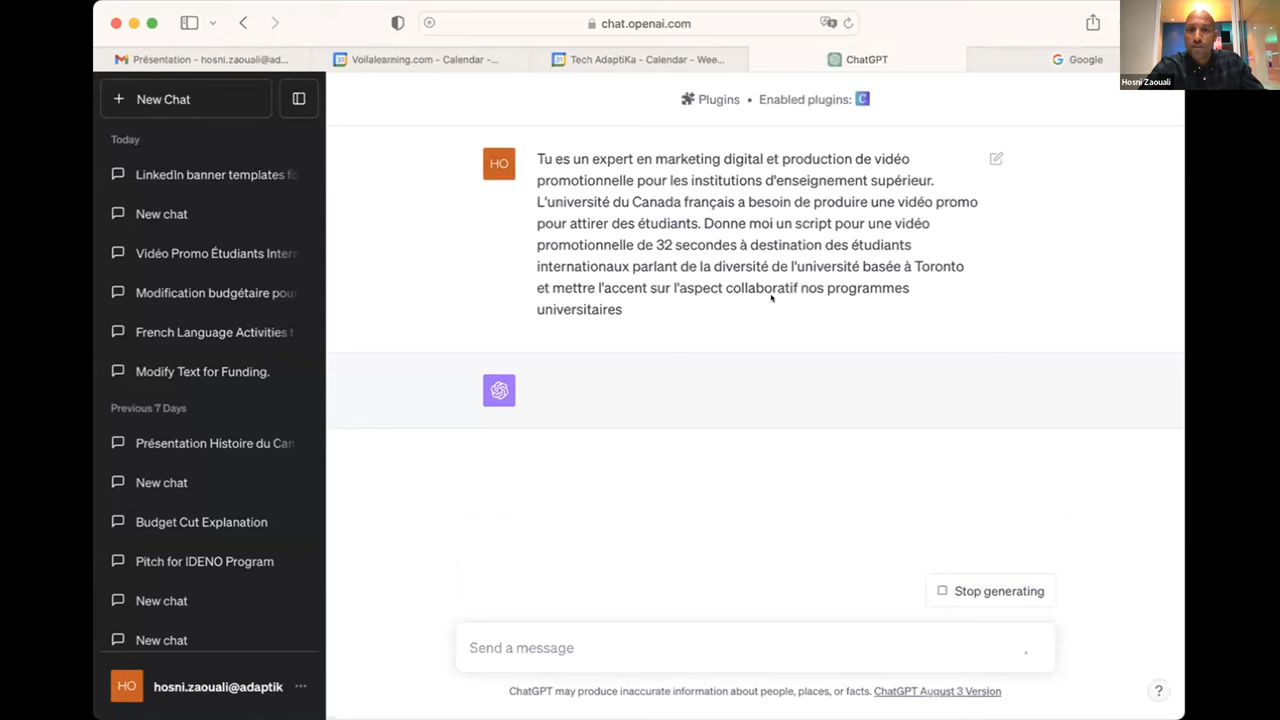 chat.openai.com
Présentation - hosni.zaouali@ad...
Voilalearning.com - Calendar -...
Tech AdaptiKa - Calendar - Wee...
ChatGPT
Google
Hosni Zaouali
New Chat
Plugins • Enabled plugins:
Today
LinkedIn banner templates fo
New chat
Vidéo Promo Étudiants Intern
Modification budgétaire pour
French Language Activities f
Modify Text for Funding.
Previous 7 Days
Présentation Histoire du Can
New chat
Budget Cut Explanation
Pitch for IDENO Program
New chat
New chat
HO
hosni.zaouali@adaptik
HO
Tu es un expert en marketing digital et production de vidéo
promotionnelle pour les institutions d'enseignement supérieur.
L'université du Canada français a besoin de produire une vidéo promo
pour attirer des étudiants. Donne moi un script pour une vidéo
promotionnelle de 32 secondes à destination des étudiants
internationaux parlant de la diversité de l'université basée à Toronto
et mettre l'accent sur l'aspect collaboratif nos programmes
universitaires
Stop generating
Send a message
ChatGPT may produce inaccurate information about people, places, or facts. ChatGPT August 3 Version
?